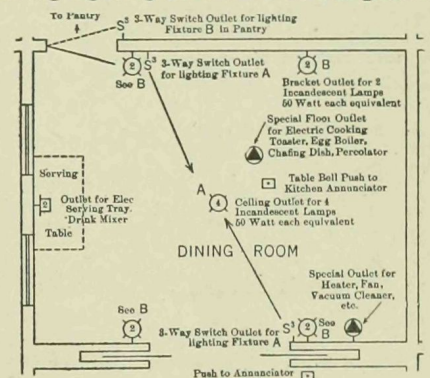 To Pantry
S³ 3-Way Switch Outlet for lighting
Fixture B in Pantry
2
See B
S³ 3-Way Switch Outlet
for lighting Fixture A
2
B
Bracket Outlet for 2
Incandescent Lamps
50 Watt each equivalent
Special Floor Outlet
for Electric Cooking
Toaster, Egg Boiler,
Chafing Dish, Percolator
Table Bell Push to
Kitchen Annunciator
Serving
2
Outlet for Elec
Serving Tray.
Drink Mixer
Table
A
4
Ceiling Outlet for 4
Incandescent Lamps
50 Watt each equivalent
DINING ROOM
Special Outlet for
Heater, Fan,
Vacuum Cleaner,
etc.
See B
2
3-Way Switch Outlet for
lighting Fixture A
S³
2
See
B
Push to Annunciator